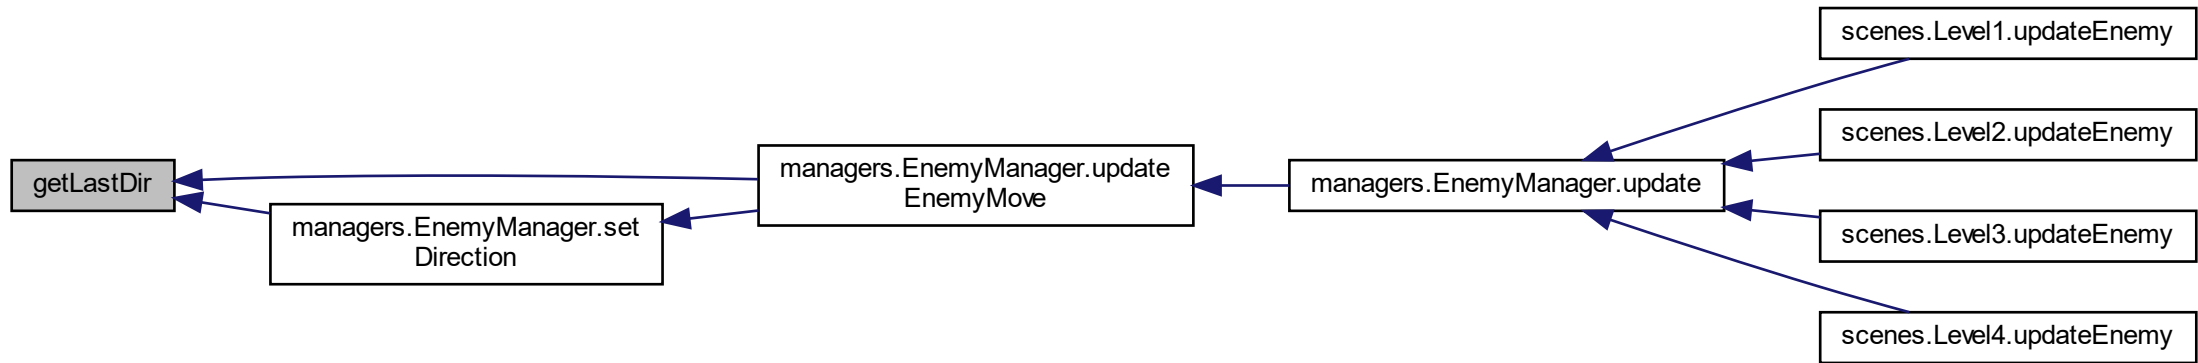 getLastDir
managers.EnemyManager.set
Direction
managers.EnemyManager.update
EnemyMove
managers.EnemyManager.update
scenes.Level1.updateEnemy
scenes.Level2.updateEnemy
scenes.Level3.updateEnemy
scenes.Level4.updateEnemy